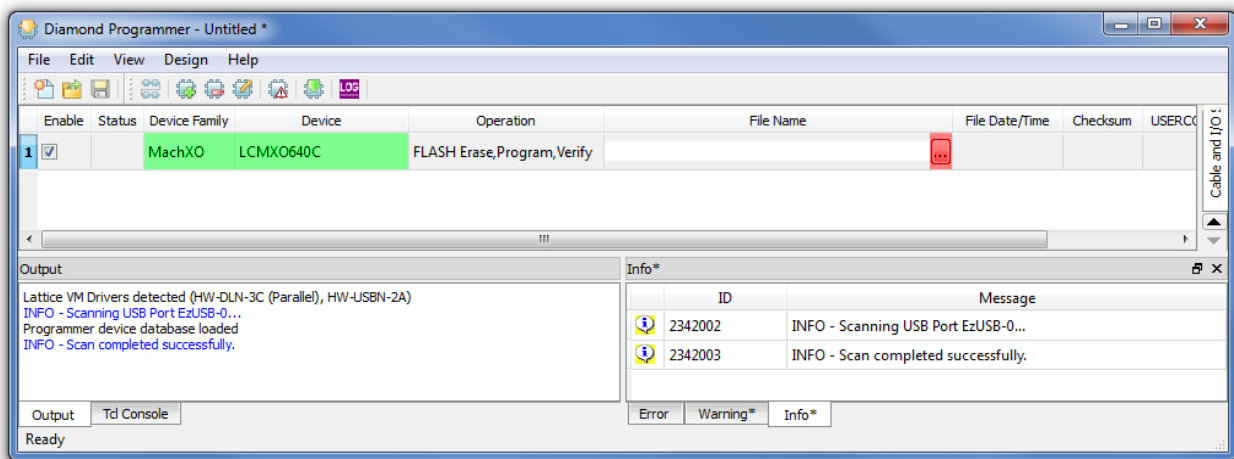 Diamond Programmer - Untitled *
File Edit View Design Help
LOG
Enable Status Device Family Device Operation File Name File Date/Time Checksum USERCO
1 MachXO LCMXO640C FLASH Erase,Program,Verify ...
Cable and I/O S
Output
Lattice VM Drivers detected (HW-DLN-3C (Parallel), HW-USBN-2A)
INFO - Scanning USB Port EzUSB-0...
Programmer device database loaded
INFO - Scan completed successfully.
Output Tcl Console
Info*
ID Message
2342002 INFO - Scanning USB Port EzUSB-0...
2342003 INFO - Scan completed successfully.
Error Warning* Info*
Ready